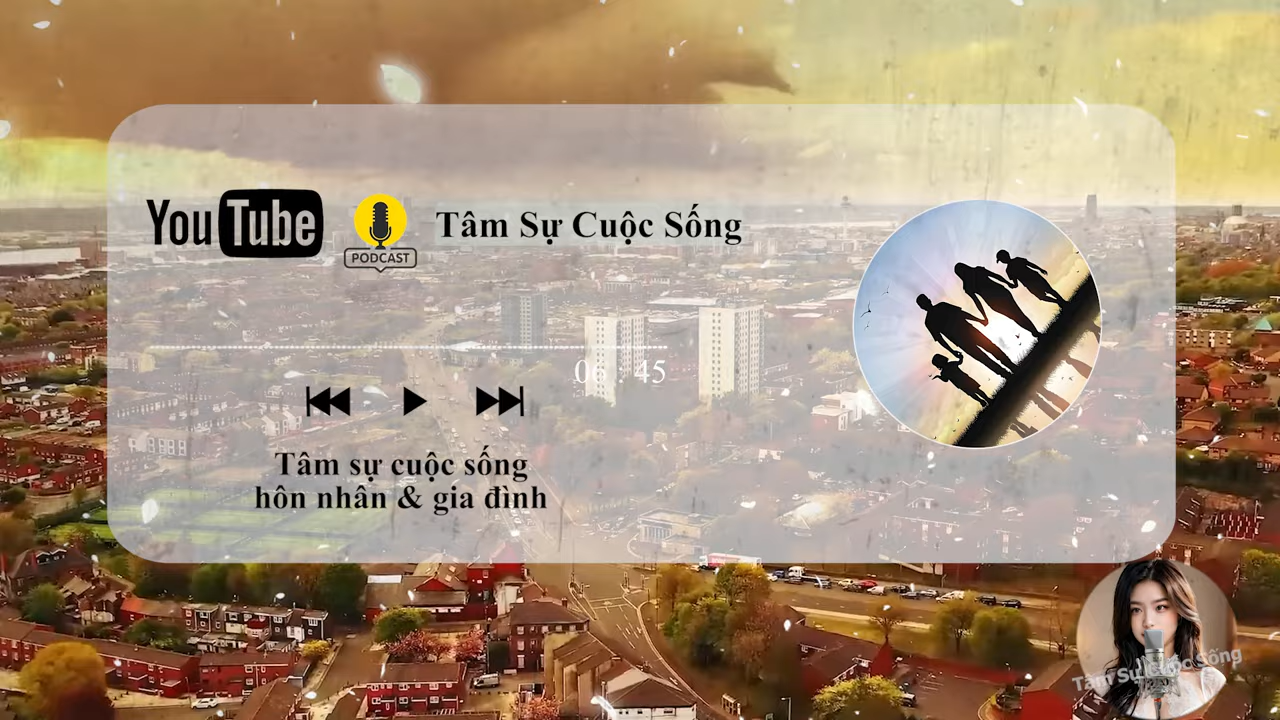 YouTube
PODCAST
Tâm Sự Cuộc Sống
06 : 45
Tâm sự cuộc sống
hôn nhân & gia đình
Tâm Sự Cuộc Sống